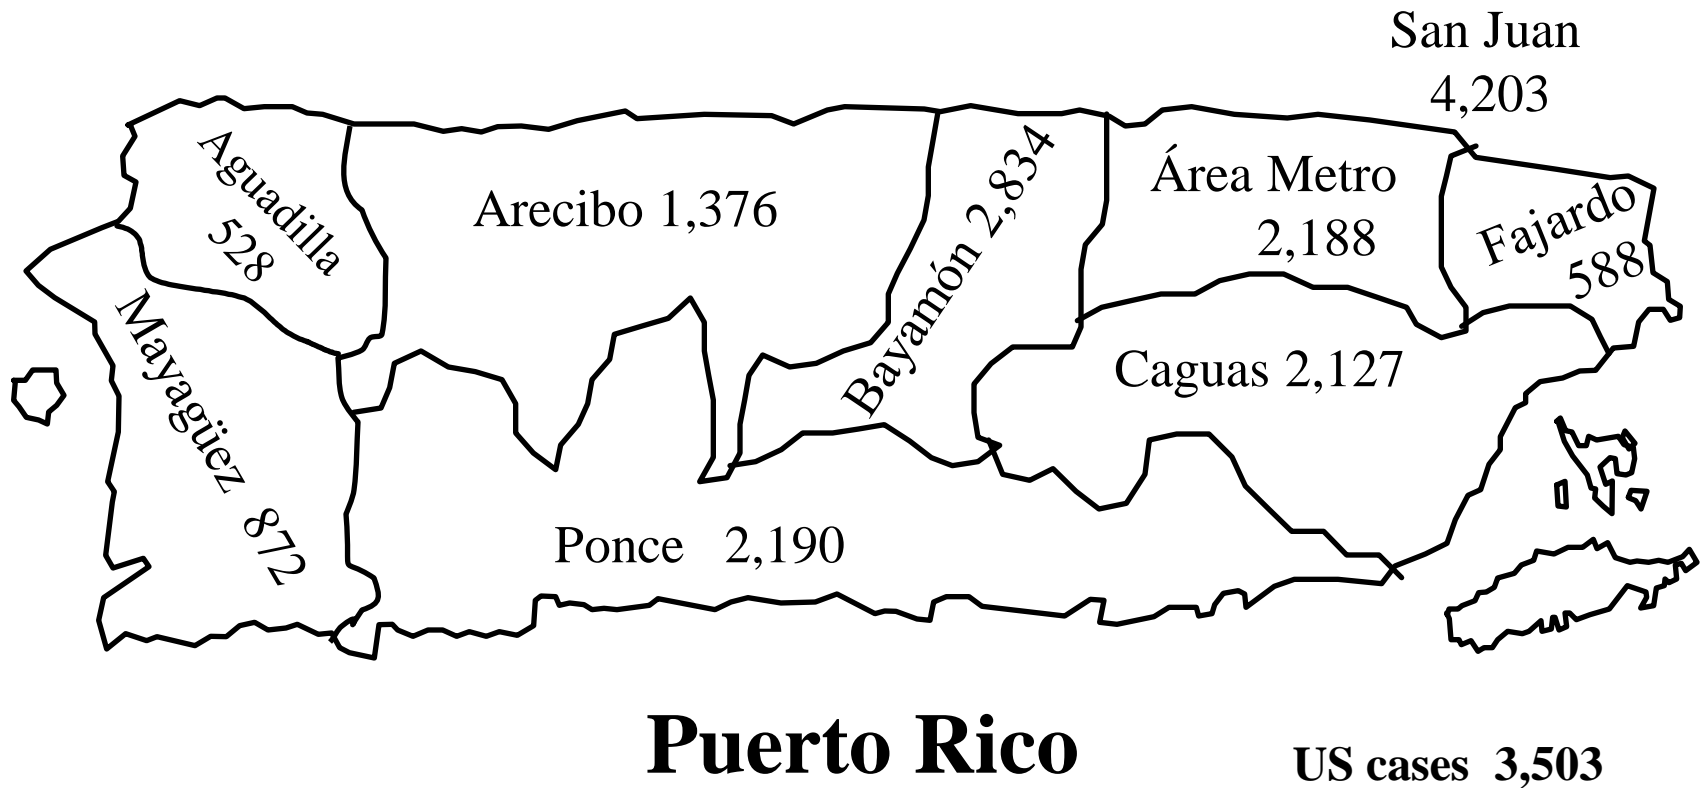 San Juan
4,203
Aguadilla
528
Arecibo 1,376
Bayamón 2,834
Área Metro
2,188
Fajardo
588
Mayagüez 872
Caguas 2,127
Ponce 2,190
Puerto Rico
US cases 3,503